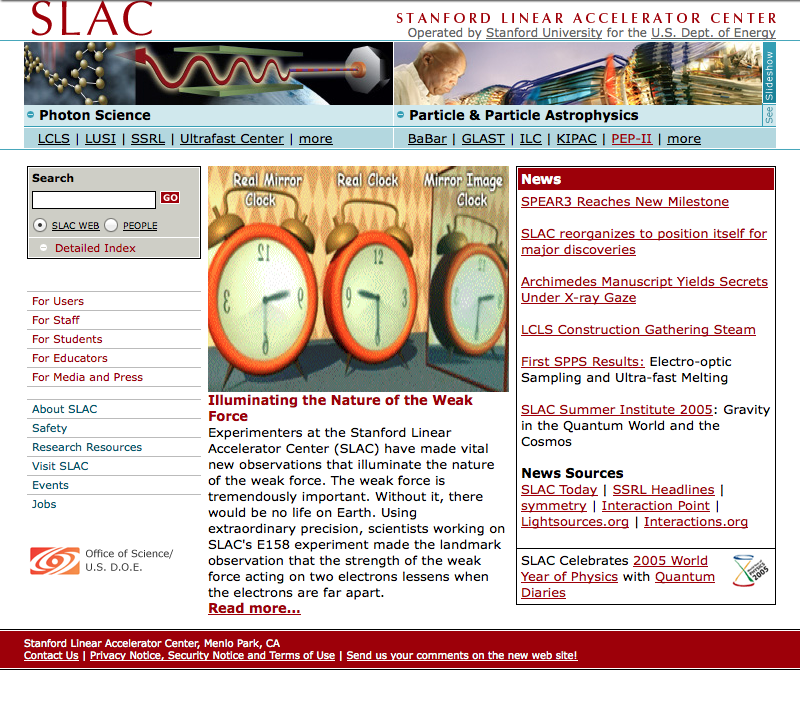 SLAC
STANFORD LINEAR ACCELERATOR CENTER
Operated by Stanford University for the U.S. Dept. of Energy
See Slideshow
Photon Science
Particle & Particle Astrophysics
LCLS | LUSI | SSRL | Ultrafast Center | more
BaBar | GLAST | ILC | KIPAC | PEP-II | more
Search
GO
SLAC WEB PEOPLE
Detailed Index
For Users
For Staff
For Students
For Educators
For Media and Press
About SLAC
Safety
Research Resources
Visit SLAC
Events
Jobs
Office of Science/
U.S. D.O.E.
Real Mirror
Clock
Real Clock
Mirror Image
Clock
12
3
6
9
12
3
6
9
Illuminating the Nature of the Weak
Force
Experimenters at the Stanford Linear
Accelerator Center (SLAC) have made vital
new observations that illuminate the nature
of the weak force. The weak force is
tremendously important. Without it, there
would be no life on Earth. Using
extraordinary precision, scientists working on
SLAC's E158 experiment made the landmark
observation that the strength of the weak
force acting on two electrons lessens when
the electrons are far apart.
Read more...
News
SPEAR3 Reaches New Milestone
SLAC reorganizes to position itself for
major discoveries
Archimedes Manuscript Yields Secrets
Under X-ray Gaze
LCLS Construction Gathering Steam
First SPPS Results: Electro-optic
Sampling and Ultra-fast Melting
SLAC Summer Institute 2005: Gravity
in the Quantum World and the
Cosmos
News Sources
SLAC Today | SSRL Headlines |
symmetry | Interaction Point |
Lightsources.org | Interactions.org
SLAC Celebrates 2005 World
Year of Physics with Quantum
Diaries
Stanford Linear Accelerator Center, Menlo Park, CA
Contact Us | Privacy Notice, Security Notice and Terms of Use | Send us your comments on the new web site!